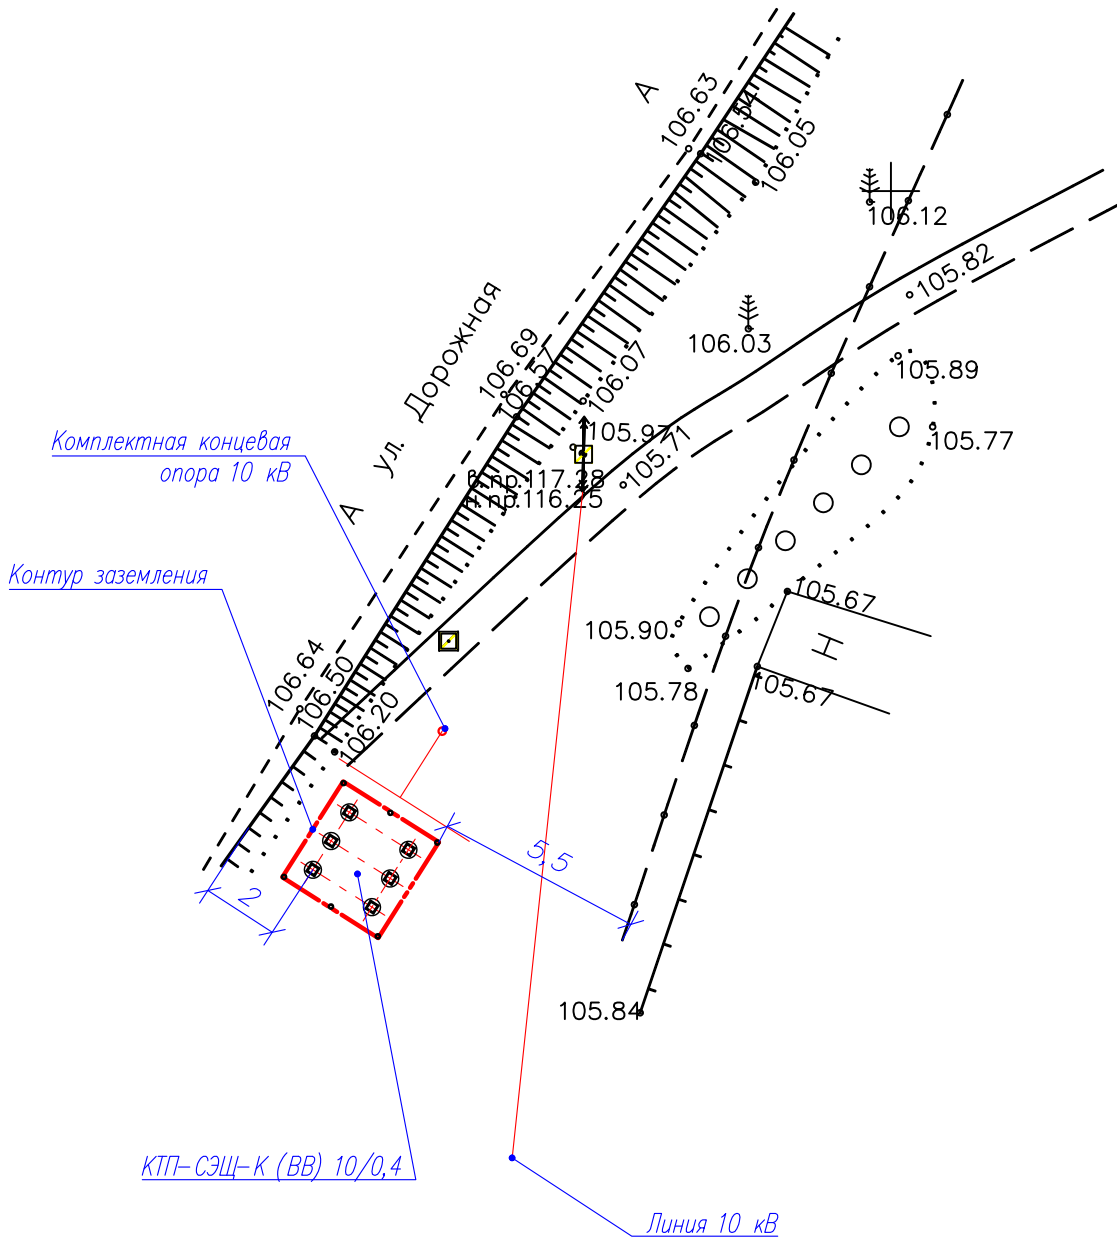 А
106.63
106.54
106.05
106.12
105.82
106.03
105.89
105.77
ул. Дорожная
106.69
106.57
106.07
105.97
105.71
в.пр.117.28
н.пр.116.25
А
Комплектная концевая
опора 10 кВ
Контур заземления
105.67
105.90
Н
105.78
105.67
106.64
106.50
106.20
5,5
2
105.84
КТП-СЭЩ-К (ВВ) 10/0,4
Линия 10 кВ